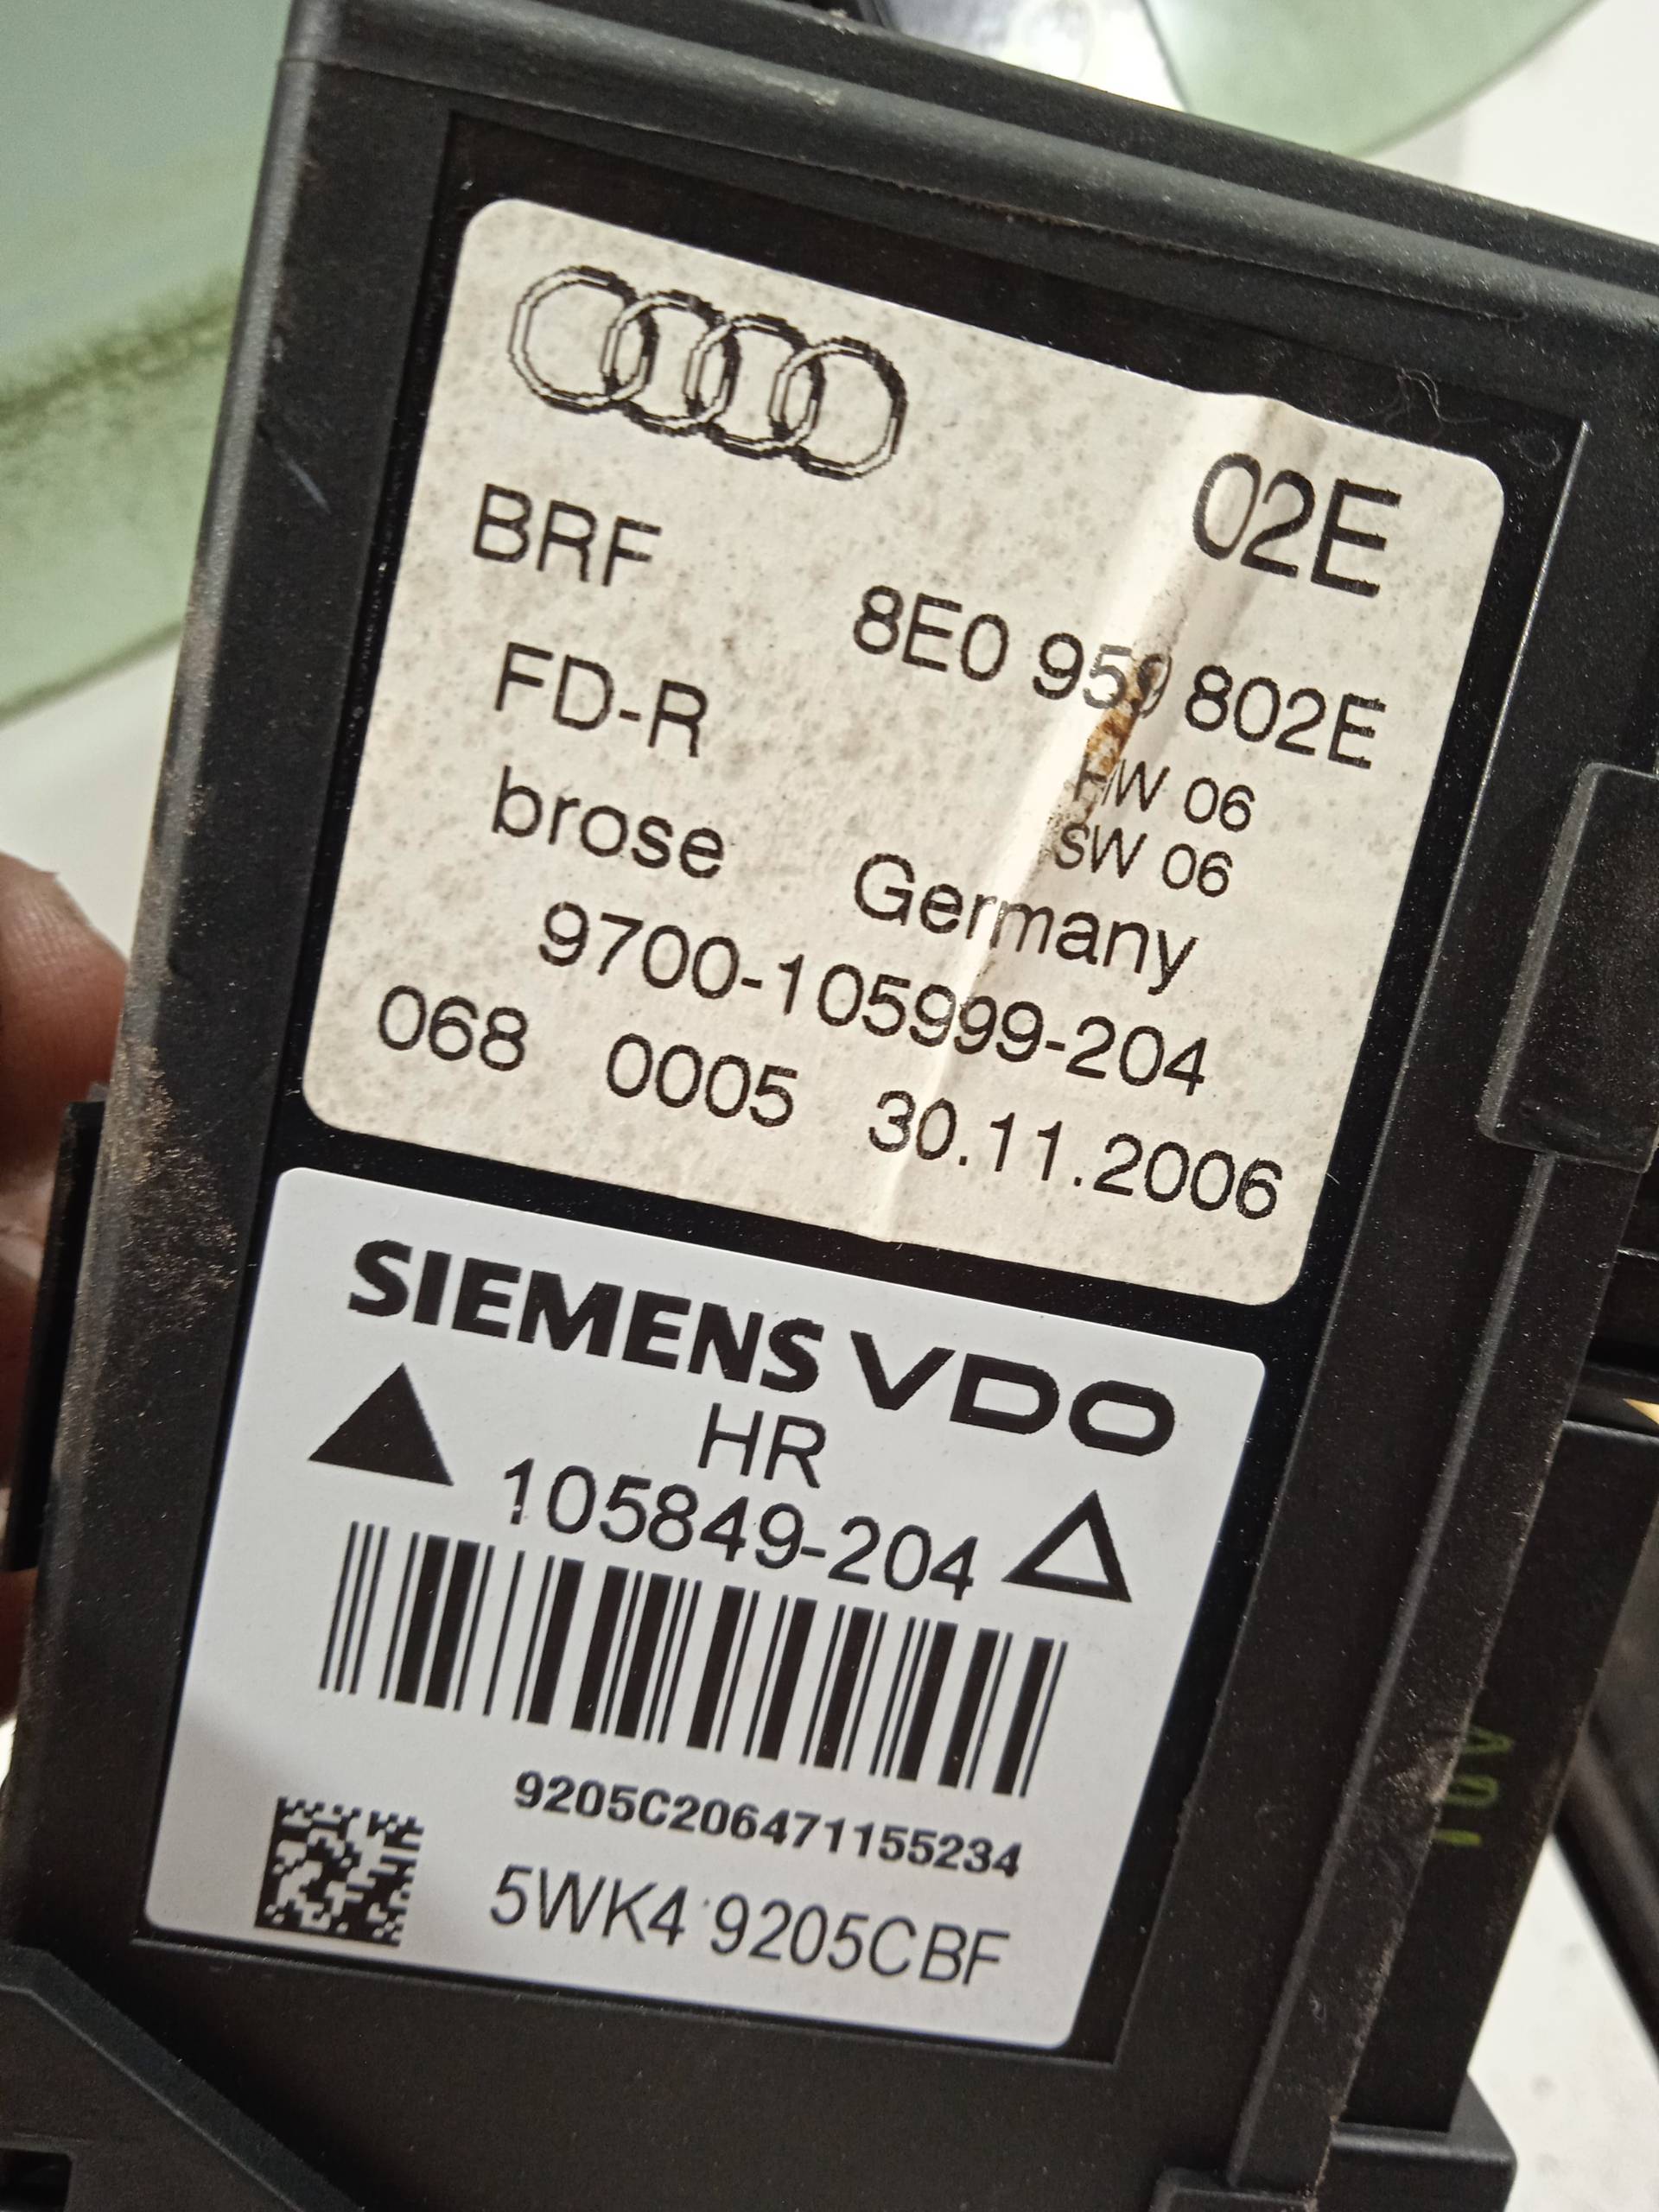 02E
BRF 8E0 959 802E
FD-R HW 06
SW 06
brose Germany
9700-105999-204
068 0005 30.11.2006
SIEMENS VDO
HR
105849-204
9205C206471155234
5WK4 9205CBF